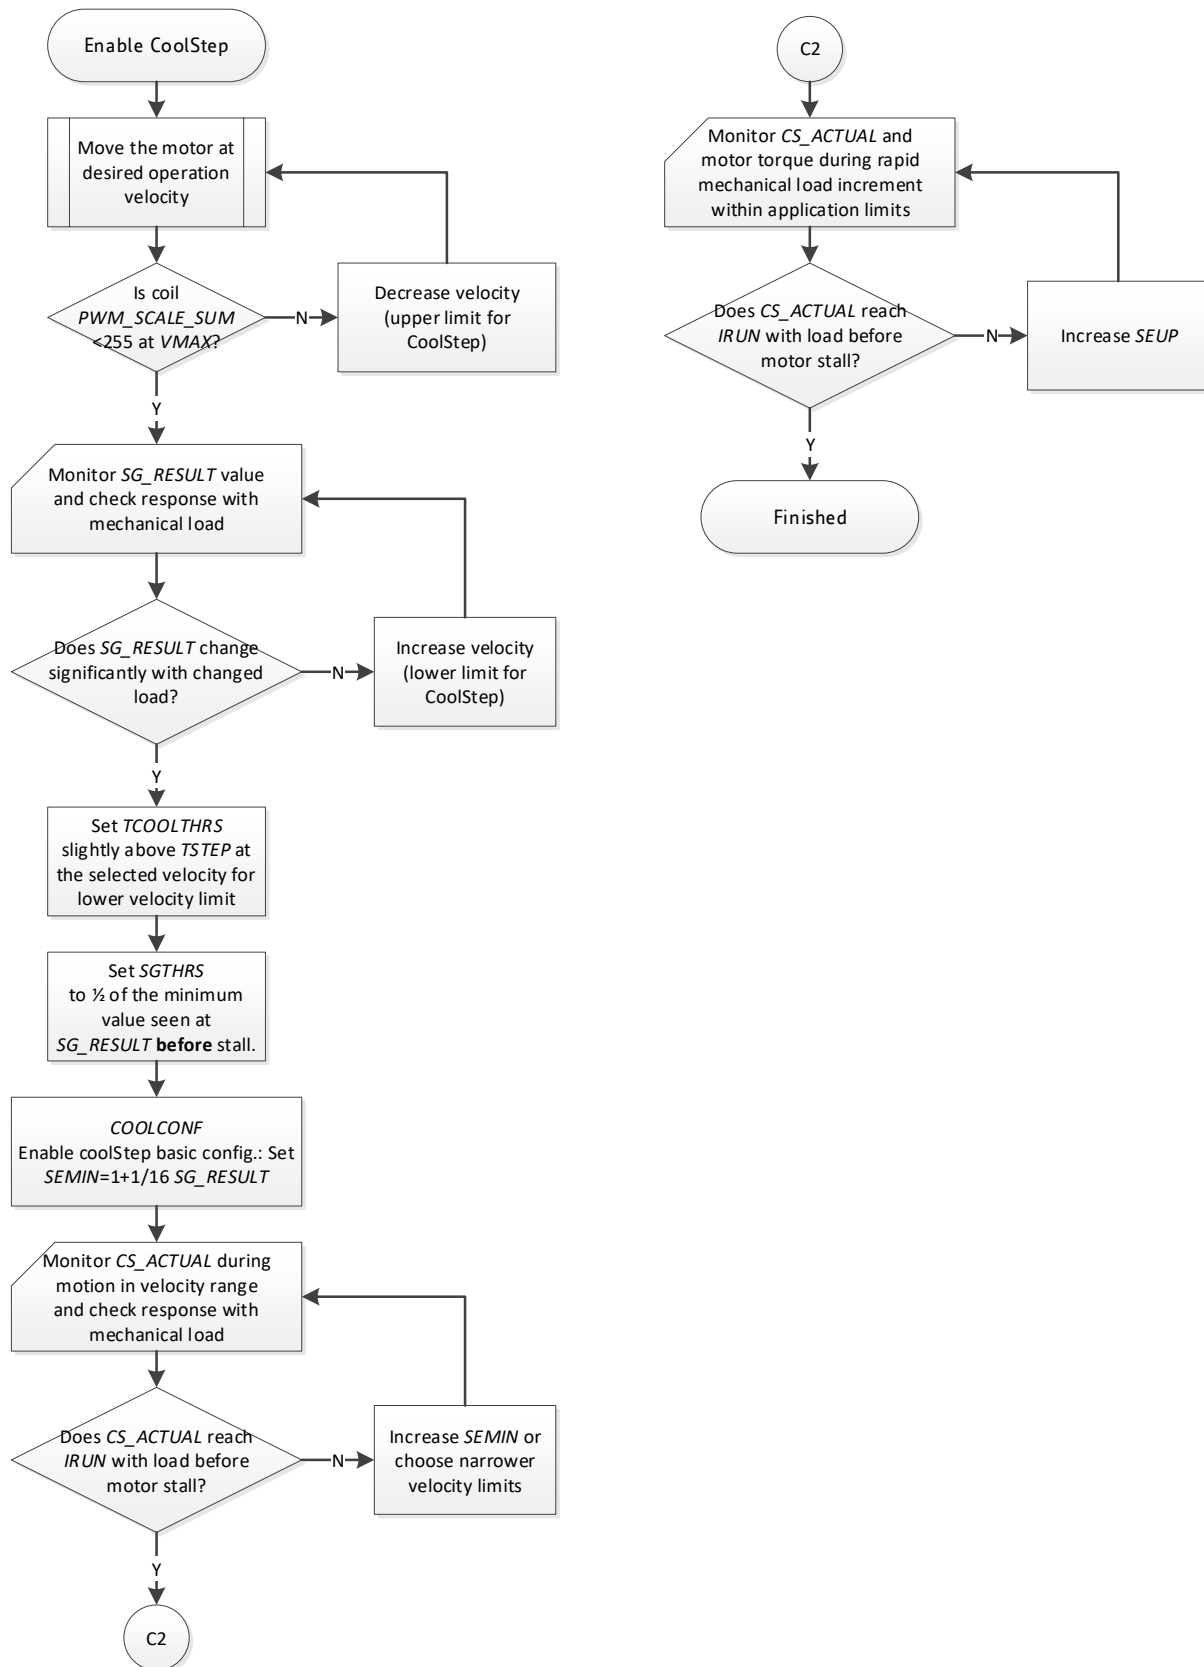 Enable CoolStep
Move the motor at
desired operation
velocity
Is coil
PWM_SCALE_SUM
<255 at VMAX?
N
Decrease velocity
(upper limit for
CoolStep)
Y
Monitor SG_RESULT value
and check response with
mechanical load
Does SG_RESULT change
significantly with changed
load?
N
Increase velocity
(lower limit for
CoolStep)
Y
Set TCOOLTHRS
slightly above TSTEP at
the selected velocity for
lower velocity limit
Set SGTHRS
to ½ of the minimum
value seen at
SG_RESULT before stall.
COOLCONF
Enable coolStep basic config.: Set
SEMIN=1+1/16 SG_RESULT
Monitor CS_ACTUAL during
motion in velocity range
and check response with
mechanical load
Does CS_ACTUAL reach
IRUN with load before
motor stall?
N
Increase SEMIN or
choose narrower
velocity limits
Y
C2
C2
Monitor CS_ACTUAL and
motor torque during rapid
mechanical load increment
within application limits
Does CS_ACTUAL reach
IRUN with load before
motor stall?
N
Increase SEUP
Y
Finished